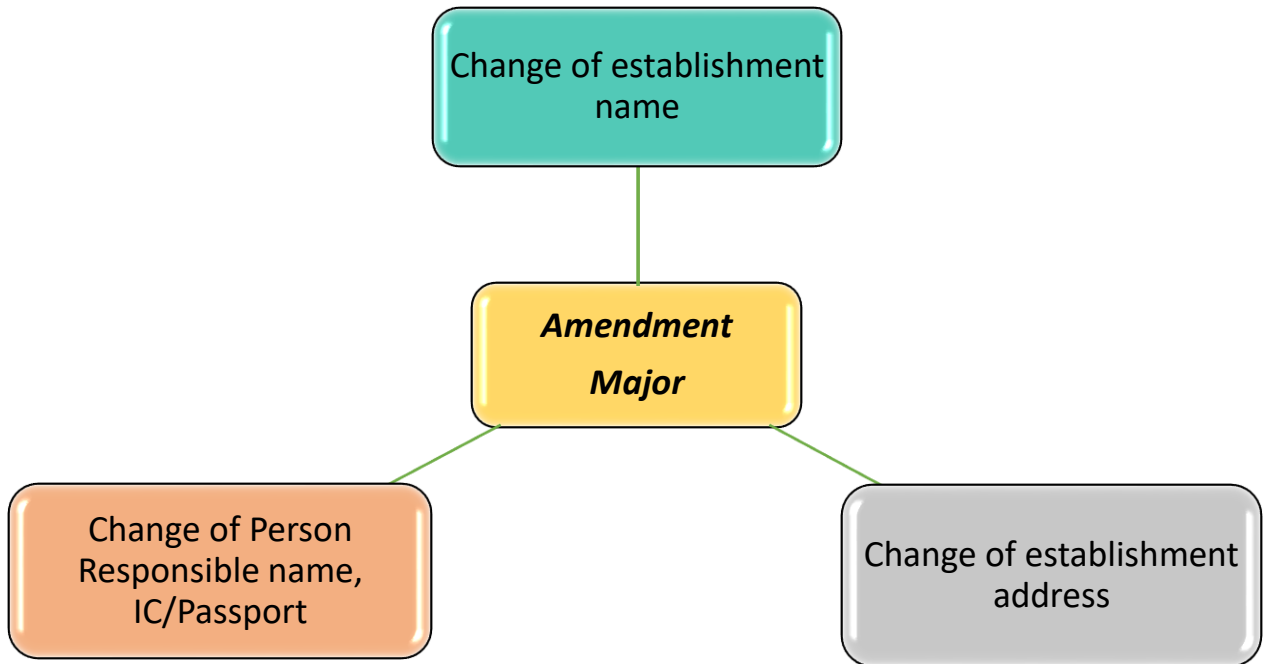 Change of establishment
name
Amendment
Major
Change of Person
Responsible name,
IC/Passport
Change of establishment
address